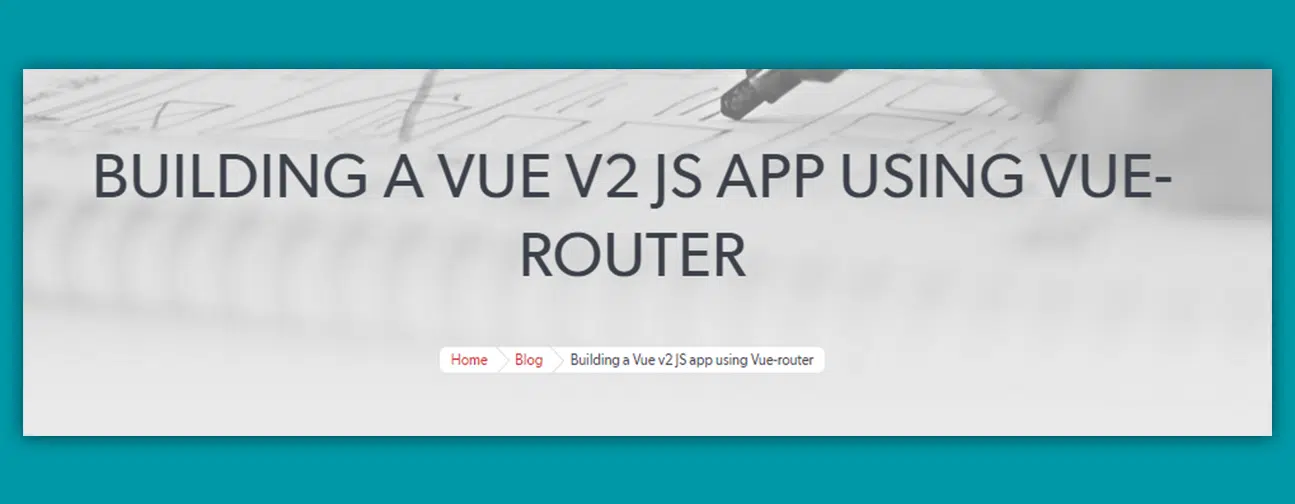 BUILDING A VUE V2 JS APP USING VUE-
ROUTER
Home Blog Building a Vue v2 JS app using Vue-router